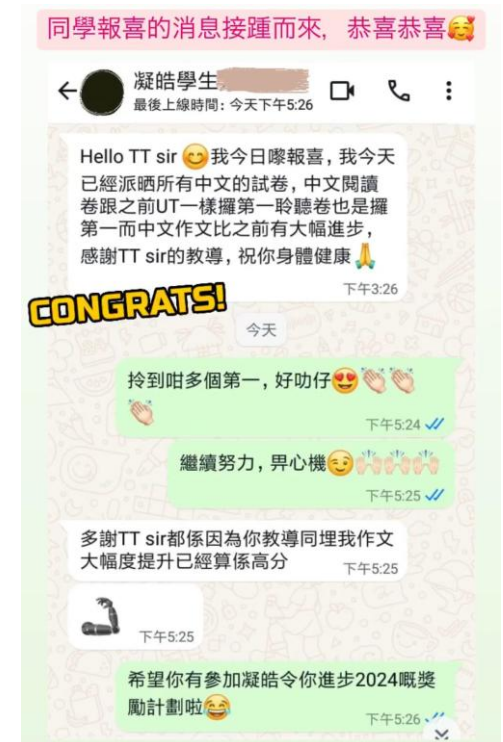 同學報喜的消息接踵而來，恭喜恭喜🥰
凝皓學生
最後上線時間：今天下午5:26
Hello TT sir 😊我今日嚟報喜，我今天
已經派晒所有中文的試卷，中文閱讀
卷跟之前UT一樣攞第一聆聽卷也是攞
第一而中文作文比之前有大幅進步，
感謝TT sir的教導，祝你身體健康🙏
下午3:26
CONGRATS!
今天
拎到咁多個第一，好叻仔😍👏🏻👏🏻
👏🏻
下午5:24
繼續努力，畀心機😉🙌🏻🙌🏻🙌🏻
下午5:25
多謝TT sir都係因為你教導同埋我作文
大幅度提升已經算係高分
下午5:25
🦾
下午5:25
希望你有參加凝皓令你進步2024嘅獎
勵計劃啦😂
下午5:26